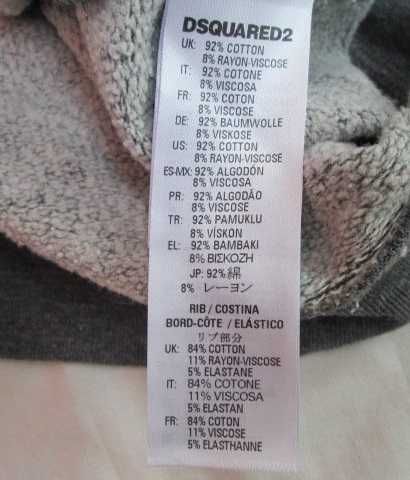 DSQUARED2
UK: 92% COTTON
8% RAYON-VISCOSE
IT: 92% COTONE
8% VISCOSA
FR: 92% COTON
8% VISCOSE
DE: 92% BAUMWOLLE
8% VISKOSE
US: 92% COTTON
8% RAYON-VISCOSE
ES-MX: 92% ALGODÓN
8% VISCOSA
PR: 92% ALGODÃO
8% VISCOSE
TR: 92% PAMUKLU
8% VİSKON
EL: 92% BAMBAKI
8% ΒΙΣΚΟΖΗ
JP: 92% 綿
8% レーヨン
RIB / COSTINA
BORD-CÔTE / ELÁSTICO
リブ部分
UK: 84% COTTON
11% RAYON-VISCOSE
5% ELASTANE
IT: 84% COTONE
11% VISCOSA
5% ELASTAN
FR: 84% COTON
11% VISCOSE
5% ELASTHANNE